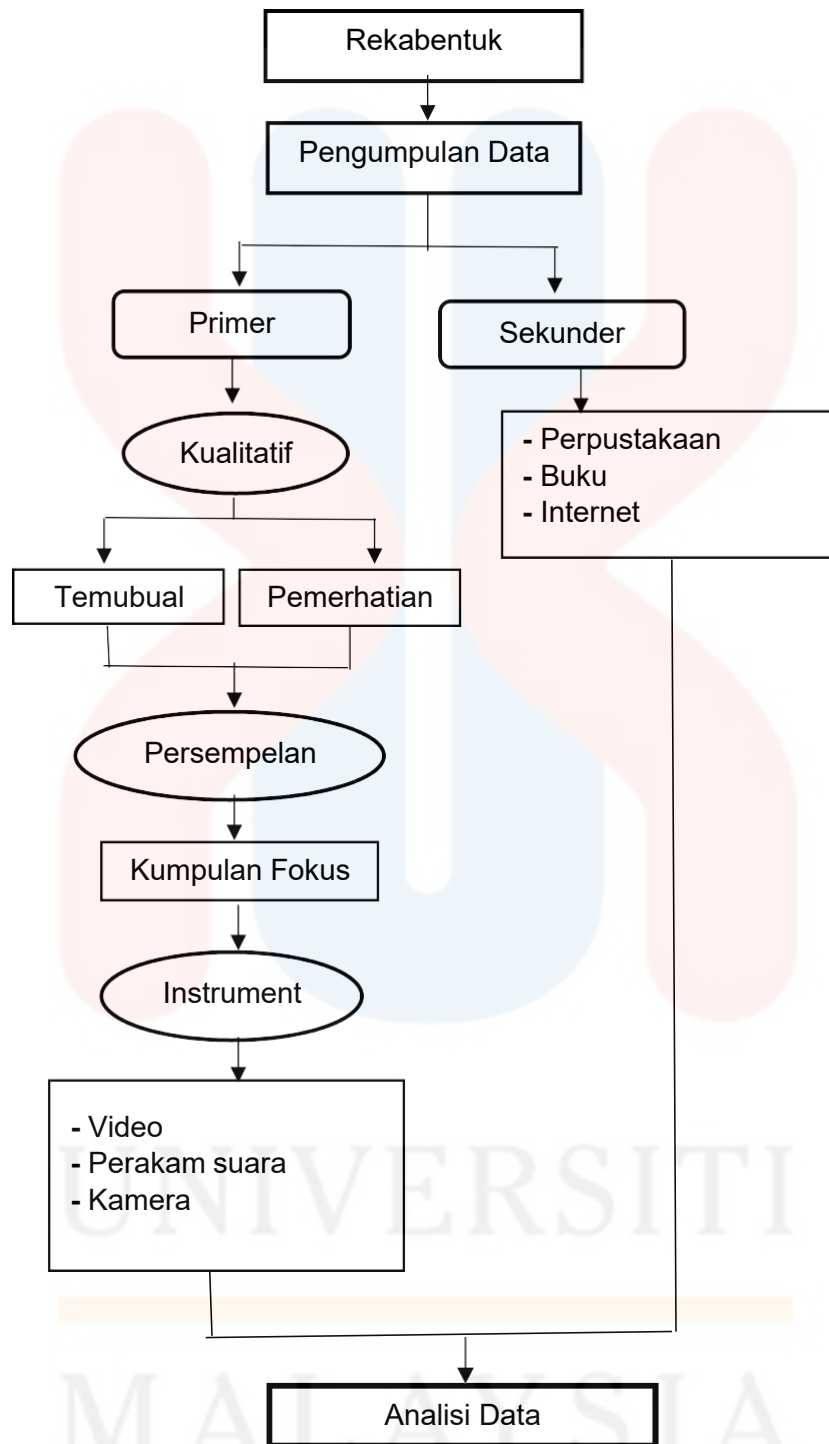 Rekabentuk
Pengumpulan Data
Primer
Sekunder
Kualitatif
- Perpustakaan
- Buku
- Internet
Temubual
Pemerhatian
Persempelan
Kumpulan Fokus
Instrument
- Video
- Perakam suara
- Kamera
UNIVERSITI
MALAYSIA
Analisi Data